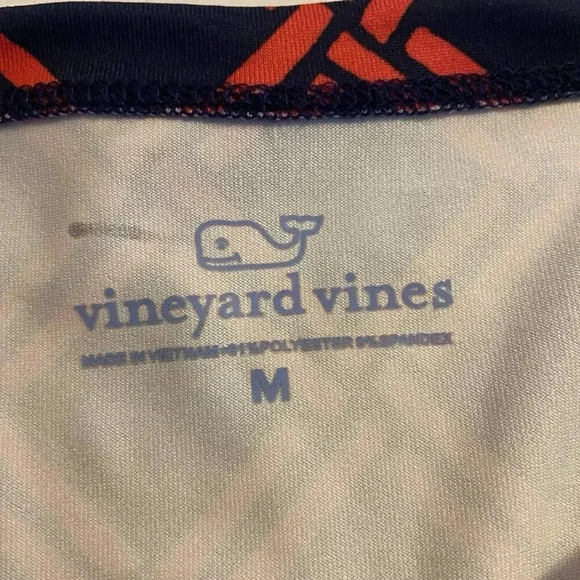 vineyard vines
MADE IN VIETNAM•91%POLYESTER 9%SPANDEX
M